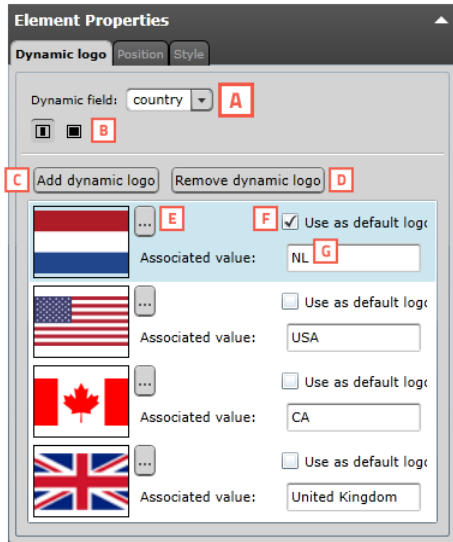 Element Properties
Dynamic logo Position Style
Dynamic field: country A
B
C Add dynamic logo Remove dynamic logo D
... E F Use as default logo
Associated value: NL G
... Use as default logo
Associated value: USA
... Use as default logo
Associated value: CA
... Use as default logo
Associated value: United Kingdom